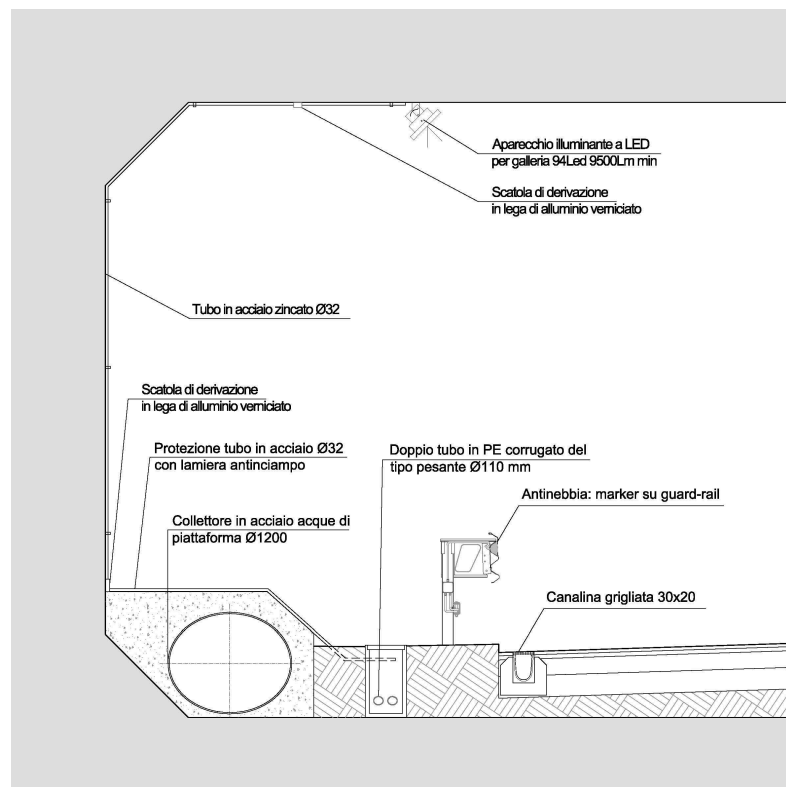 Aparecchio illuminante a LED
per galleria 94Led 9500Lm min
Scatola di derivazione
in lega di alluminio verniciato
Tubo in acciaio zincato Ø32
Scatola di derivazione
in lega di alluminio verniciato
Protezione tubo in acciaio Ø32
con lamiera antinciampo
Doppio tubo in PE corrugato del
tipo pesante Ø110 mm
Antinebbia: marker su guard-rail
Collettore in acciaio acque di
piattaforma Ø1200
Canalina grigliata 30x20